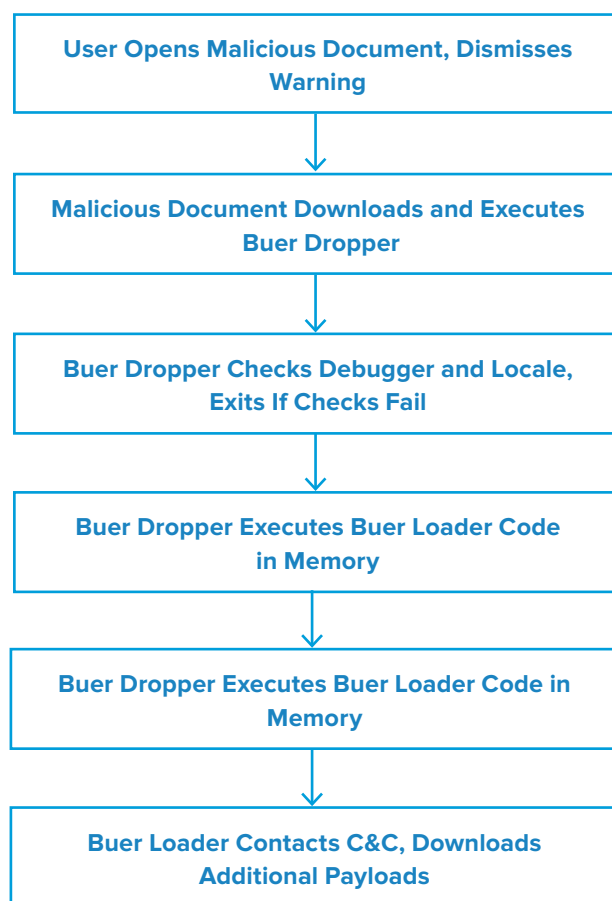 User Opens Malicious Document, Dismisses
Warning
Malicious Document Downloads and Executes
Buer Dropper
Buer Dropper Checks Debugger and Locale,
Exits If Checks Fail
Buer Dropper Executes Buer Loader Code
in Memory
Buer Dropper Executes Buer Loader Code in
Memory
Buer Loader Contacts C&C, Downloads
Additional Payloads